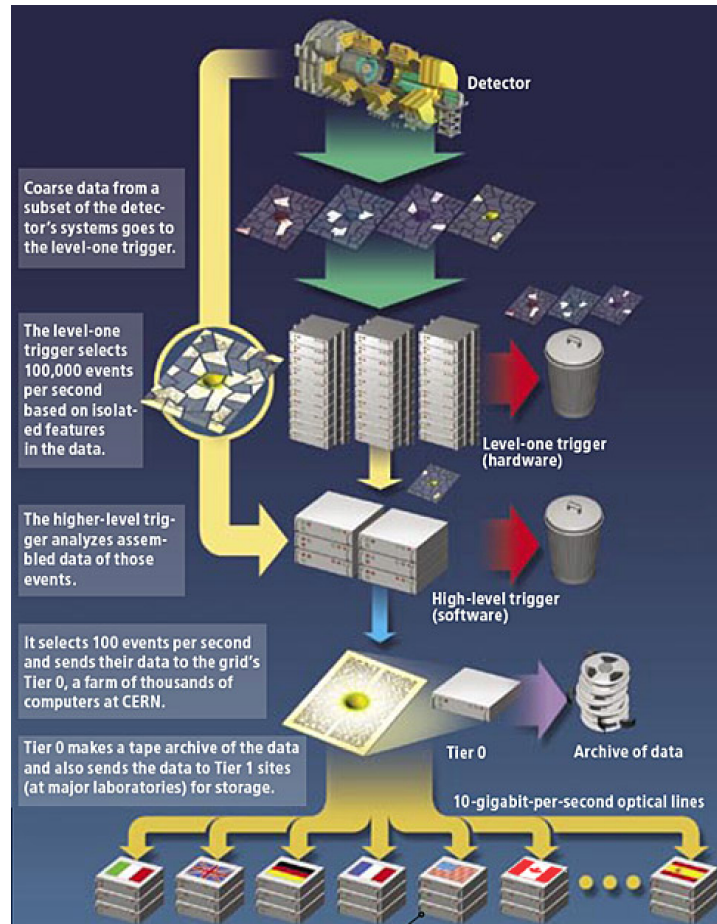 Detector
Coarse data from a
subset of the detec-
tor's systems goes to
the level-one trigger.
The level-one
trigger selects
100,000 events
per second
based on isolat-
ed features
in the data.
Level-one trigger
(hardware)
The higher-level trig-
ger analyzes assem-
bled data of those
events.
High-level trigger
(software)
It selects 100 events per second
and sends their data to the grid's
Tier 0, a farm of thousands of
computers at CERN.
Tier 0
Archive of data
Tier 0 makes a tape archive of the data
and also sends the data to Tier 1 sites
(at major laboratories) for storage.
10-gigabit-per-second optical lines